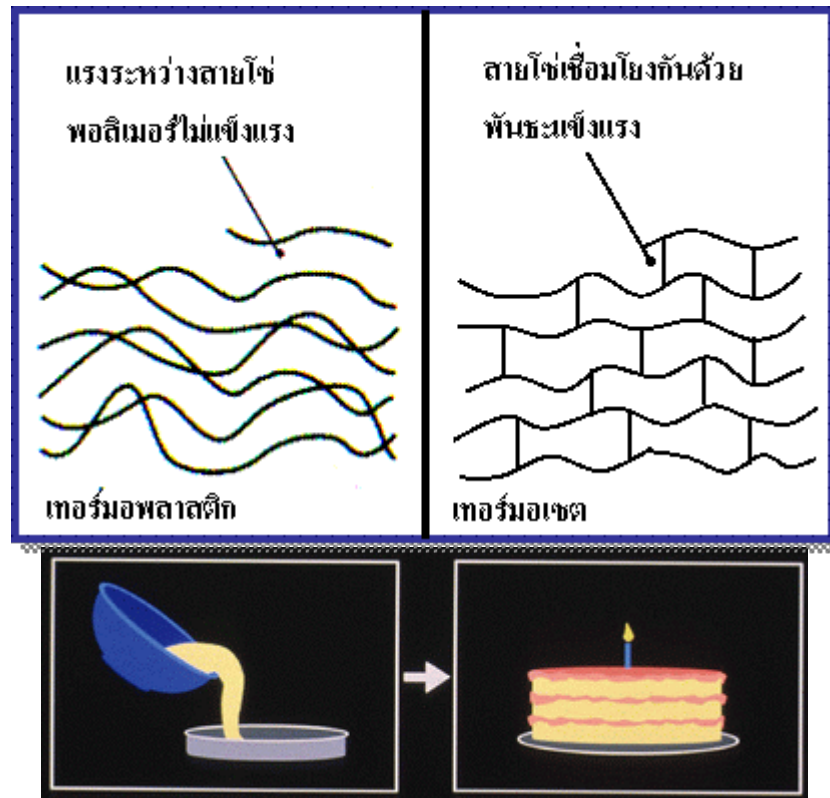 แรงระหว่างสายโซ่
พอลิเมอร์ไม่แข็งแรง
เทอร์มอพลาสติก
สายโซ่เชื่อมโยงกันด้วย
พันธะแข็งแรง
เทอร์มอเซต